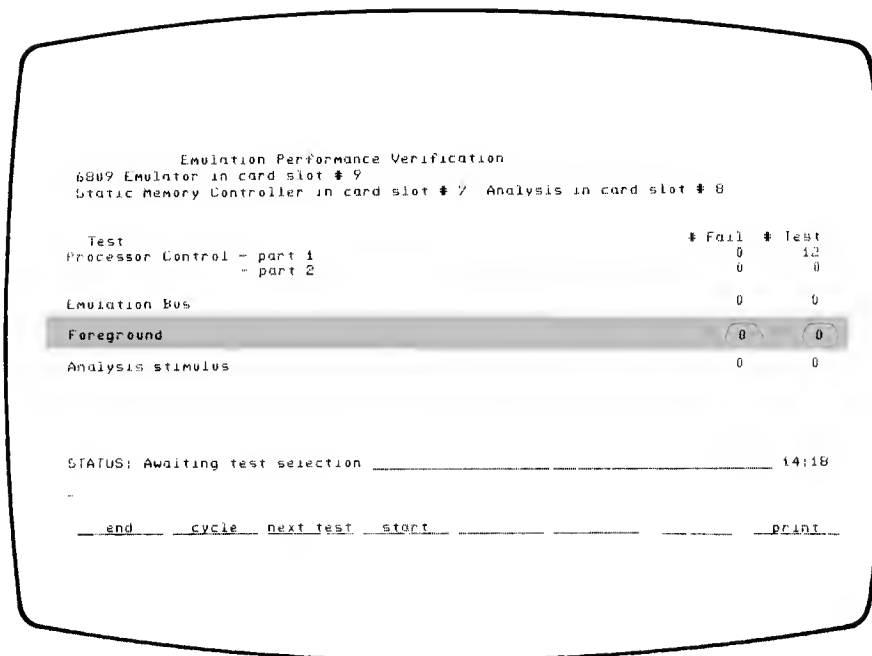 Emulation Performance Verification
6809 Emulator in card slot # 9
Static Memory Controller in card slot # 7 Analysis in card slot # 8
Test # Fail # Test
Processor Control - part 1 0 12
- part 2 0 0
Emulation Bus 0 0
Foreground 0 0
Analysis stimulus 0 0
STATUS: Awaiting test selection 14:18
end cycle next test start print